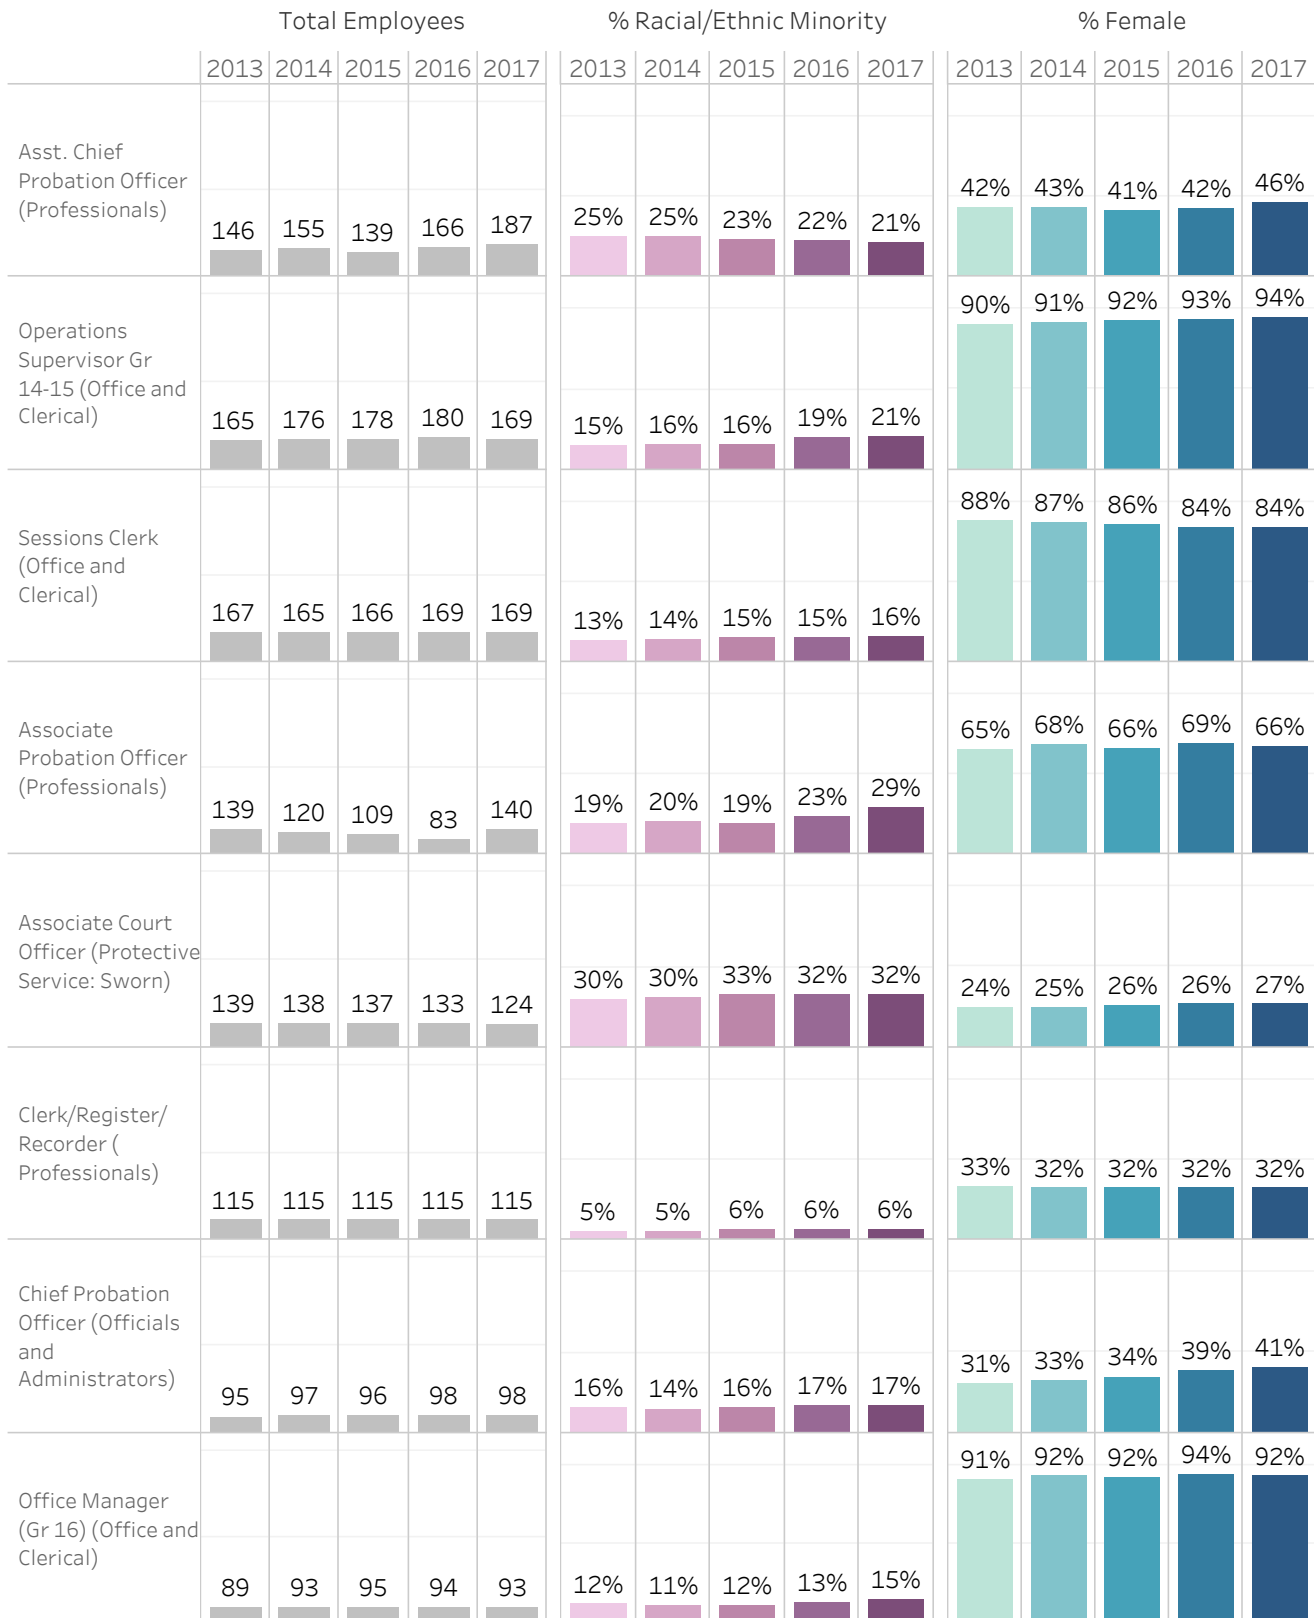 Total Employees % Racial/Ethnic Minority % Female
2013 2014 2015 2016 2017 2013 2014 2015 2016 2017 2013 2014 2015 2016 2017
Asst. Chief
Probation Officer
(Professionals)
146 155 139 166 187 25% 25% 23% 22% 21% 42% 43% 41% 42% 46%
Operations
Supervisor Gr
14-15 (Office and
Clerical)
165 176 178 180 169 15% 16% 16% 19% 21% 90% 91% 92% 93% 94%
Sessions Clerk
(Office and
Clerical)
167 165 166 169 169 13% 14% 15% 15% 16% 88% 87% 86% 84% 84%
Associate
Probation Officer
(Professionals)
139 120 109 83 140 19% 20% 19% 23% 29% 65% 68% 66% 69% 66%
Associate Court
Officer (Protective
Service: Sworn)
139 138 137 133 124 30% 30% 33% 32% 32% 24% 25% 26% 26% 27%
Clerk/Register/
Recorder (
Professionals)
115 115 115 115 115 5% 5% 6% 6% 6% 33% 32% 32% 32% 32%
Chief Probation
Officer (Officials
and
Administrators)
95 97 96 98 98 16% 14% 16% 17% 17% 31% 33% 34% 39% 41%
Office Manager
(Gr 16) (Office and
Clerical)
89 93 95 94 93 12% 11% 12% 13% 15% 91% 92% 92% 94% 92%